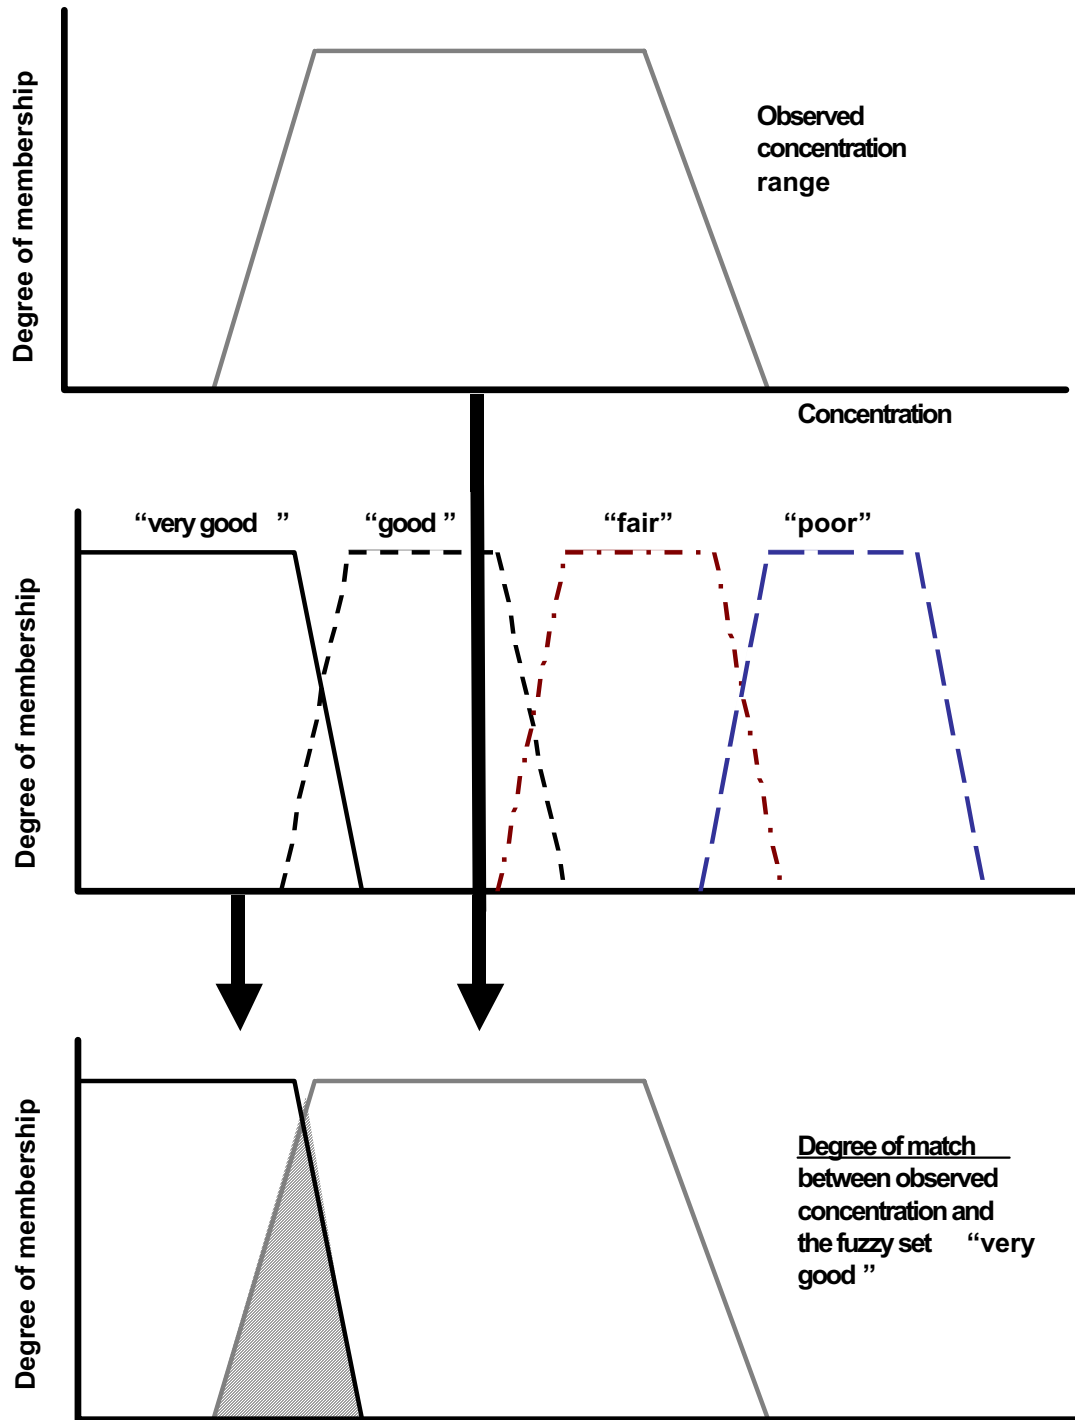 Degree of membership
Observed
concentration
range
Concentration
“very good ”
“good ”
“fair”
“poor”
Degree of membership
Degree of membership
Degree of match
between observed
concentration and
the fuzzy set “very
good ”